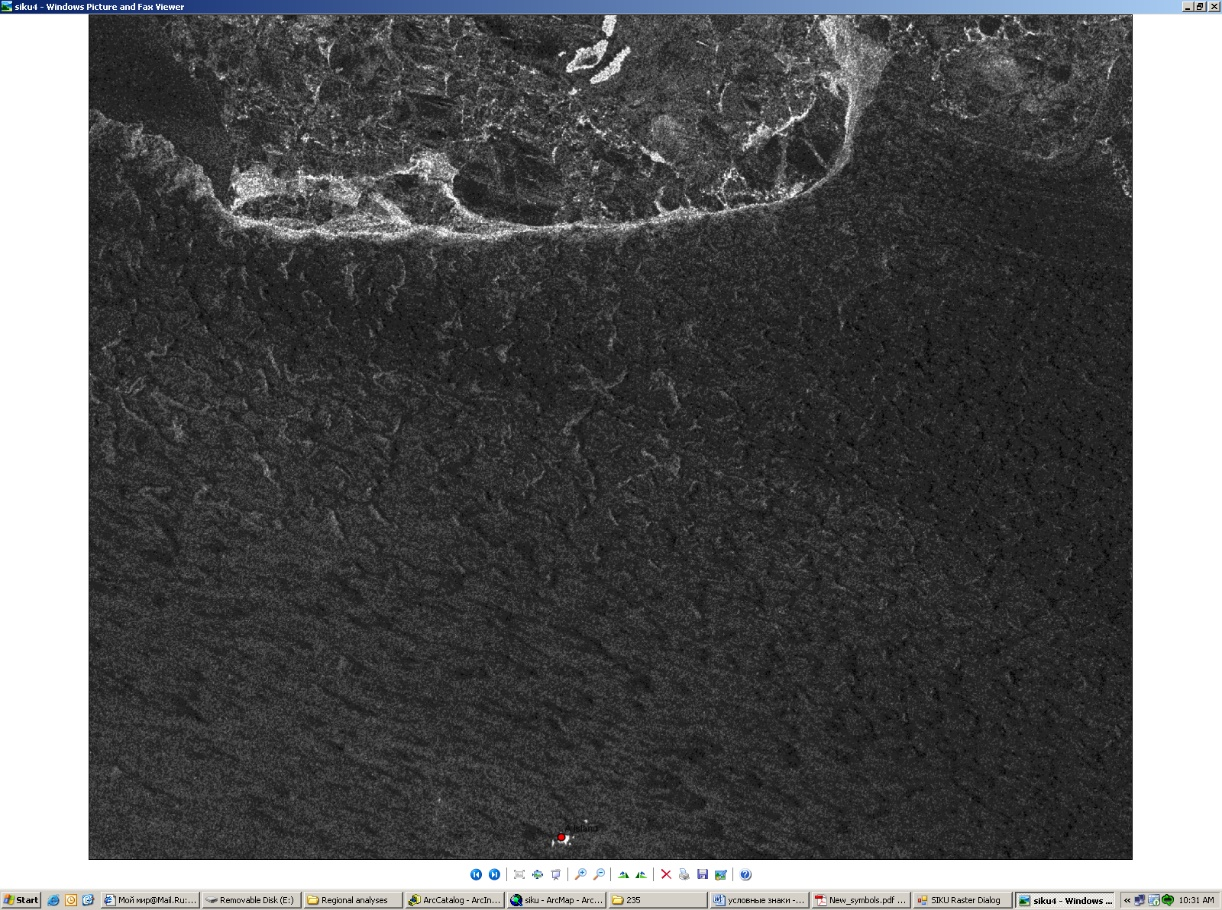 siku4 - Windows Picture and Fax Viewer
Start
Мой мир@Mail.Ru:...
Removable Disk (E:)
Regional analyses
ArcCatalog - ArcIn...
siku - ArcMap - Arc...
235
условные знаки -...
New_symbols.pdf ...
SIKU Raster Dialog
siku4 - Windows ...
«
10:31 AM